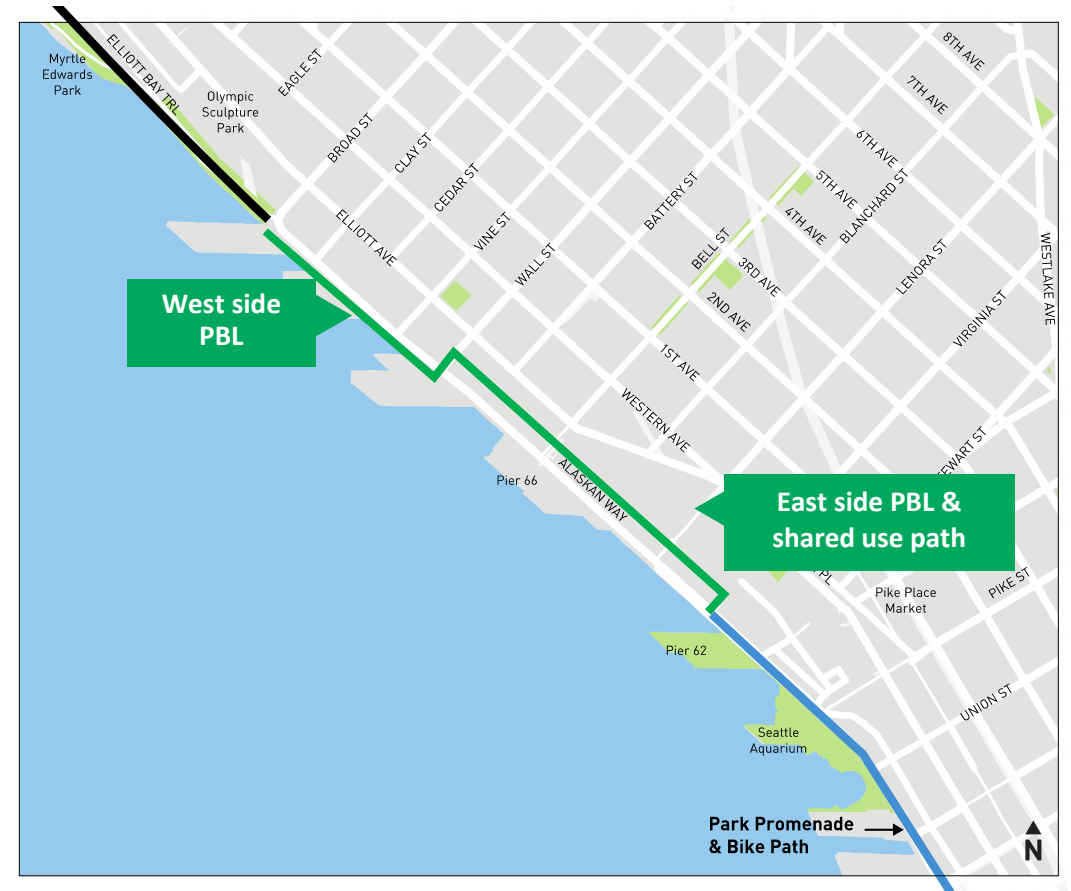 8TH AVE
ELLIOTT BAY TRL
EAGLE ST
Myrtle
Edwards
Park
7TH AVE
Olympic
Sculpture
Park
BROAD ST
CLAY ST
6TH AVE
CEDAR ST
BATTERY ST
5TH AVE
BLANCHARD ST
4TH AVE
ELLIOTT AVE
VINE ST
WALL ST
BELL ST
3RD AVE
LENORA ST
WESTLAKE AVE
2ND AVE
VIRGINIA ST
West side
PBL
1ST AVE
WESTERN AVE
EWART ST
Pier 66
ALASKAN WAY
East side PBL &
shared use path
PL
PIKE ST
Pike Place
Market
Pier 62
UNION ST
Seattle
Aquarium
Park Promenade
& Bike Path
N